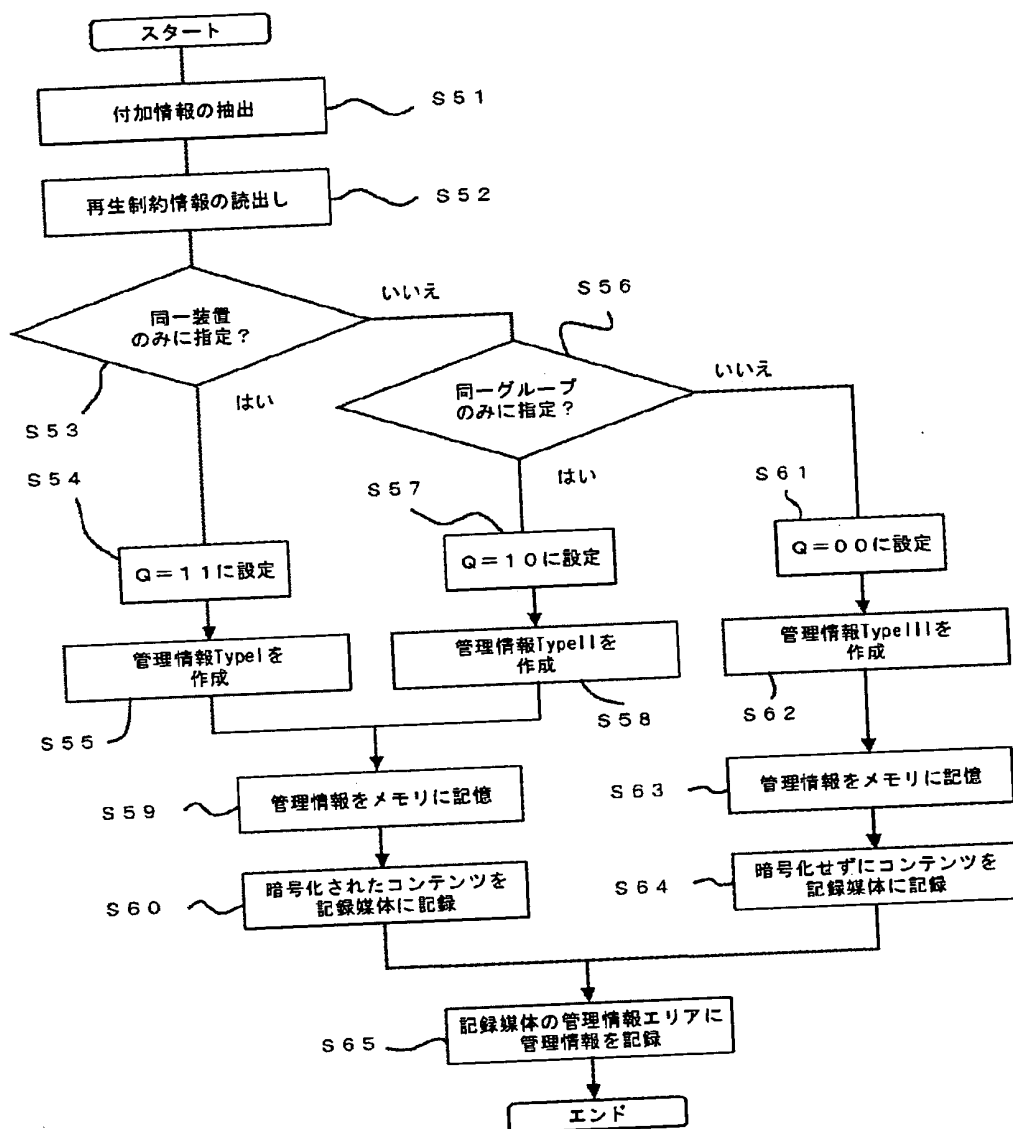 スタート
付加情報の抽出
S51
再生制約情報の読出し
S52
同一装置
のみに指定?
いいえ
S56
はい
S53
同一グループ
のみに指定?
いいえ
はい
S54
S57
S61
Q=11に設定
Q=10に設定
Q=00に設定
管理情報TypeIを
作成
管理情報TypeIIを
作成
管理情報TypeIIIを
作成
S55
S58
S62
S59
管理情報をメモリに記憶
S63
管理情報をメモリに記憶
S60
暗号化されたコンテンツを
記録媒体に記録
S64
暗号化せずにコンテンツを
記録媒体に記録
S65
記録媒体の管理情報エリアに
管理情報を記録
エンド